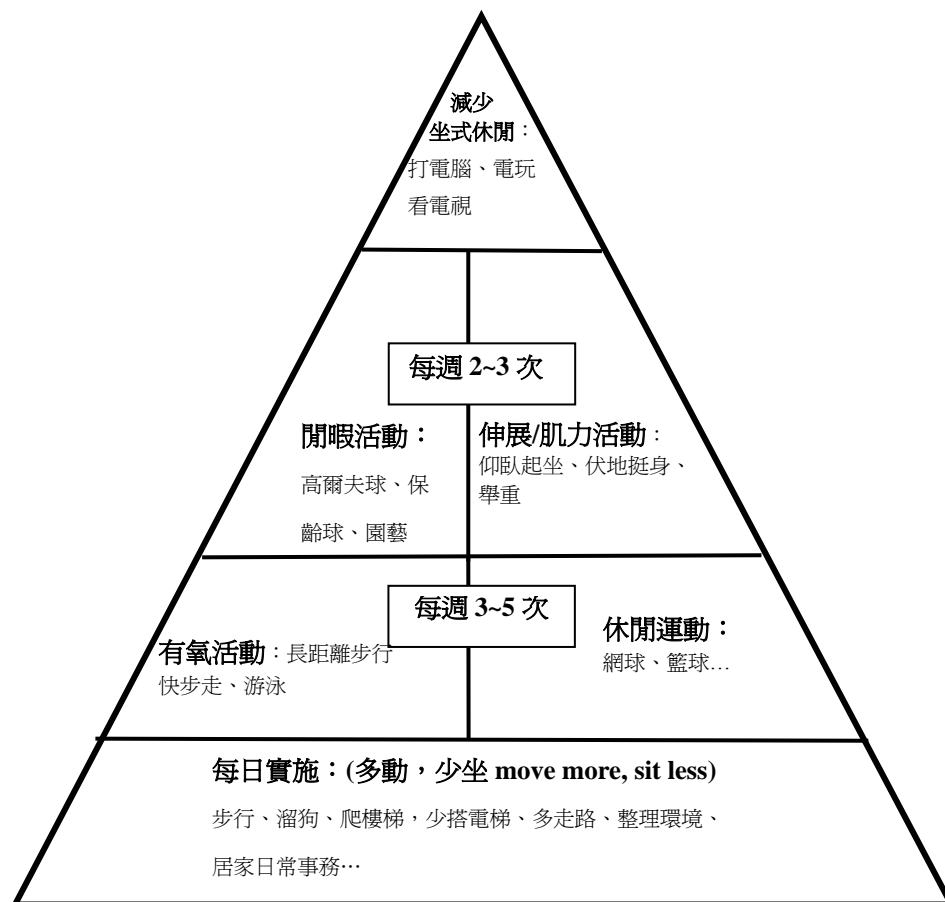 減少
坐式休閒：
打電腦、電玩
看電視
每週 2~3 次
閒暇活動：
高爾夫球、保
齡球、園藝
伸展/肌力活動：
仰臥起坐、伏地挺身、
舉重
每週 3~5 次
有氧活動：長距離步行
快步走、游泳
休閒運動：
網球、籃球…
每日實施：(多動，少坐 move more, sit less)
步行、溜狗、爬樓梯，少搭電梯、多走路、整理環境、
居家日常事務…